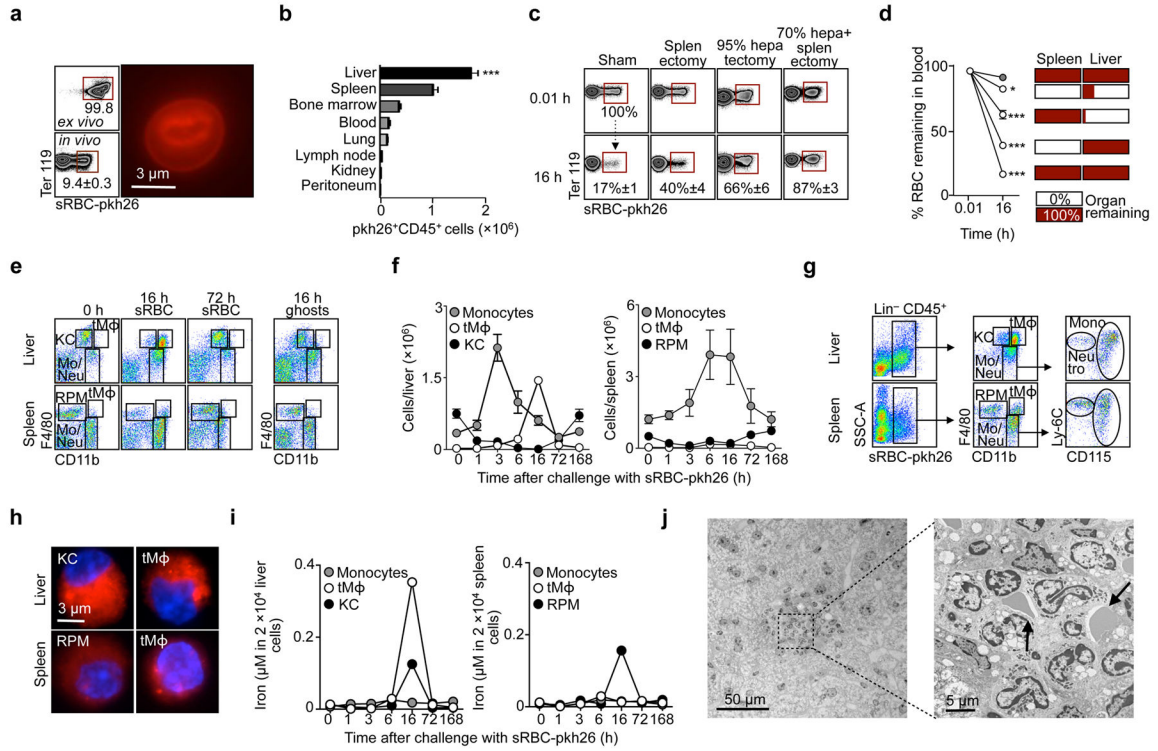 a
99.8
ex vivo
in vivo
9.4±0.3
Ter 119
sRBC-pkh26
3 µm
b
Liver
Spleen
Bone marrow
Blood
Lung
Lymph node
Kidney
Peritoneum
***
0 1 2
pkh26⁺CD45⁺ cells (×10⁶)
c
Sham
Splen
ectomy
95% hepa
tectomy
70% hepa+
splen
ectomy
0.01 h
100%
16 h
Ter 119
17%±1
40%±4
66%±6
87%±3
sRBC-pkh26
d
% RBC remaining in blood
100
50
0
*
***
***
***
0.01 16
Time (h)
Spleen Liver
0%
100%
Organ
remaining
e
0 h
16 h
sRBC
72 h
sRBC
16 h
ghosts
Liver
KC
tMϕ
Mo/
Neu
Spleen
RPM
tMϕ
Mo/
Neu
F4/80
F4/80
CD11b
CD11b
f
Cells/liver (×10⁶)
3
1.5
0
Monocytes
tMϕ
KC
0 1 3 6 16 72 168
Cells/spleen (×10⁶)
6
3
0
Monocytes
tMϕ
RPM
0 1 3 6 16 72 168
Time after challenge with sRBC-pkh26 (h)
g
Lin⁻ CD45⁺
Liver
Spleen
SSC-A
sRBC-pkh26
KC
tMϕ
Mo/
Neu
RPM
tMϕ
Mo/
Neu
F4/80
CD11b
Mono
Neu
tro
Ly-6C
CD115
h
Liver
KC
3 µm
tMϕ
Spleen
RPM
tMϕ
i
Iron (µM in 2 ×10⁴ liver
cells)
0.4
0.2
0
Monocytes
tMϕ
KC
0 1 3 6 16 72 168
Iron (µM in 2 ×10⁴ spleen
cells)
0.4
0.2
0
Monocytes
tMϕ
RPM
0 1 3 6 16 72 168
Time after challenge with sRBC-pkh26 (h)
j
50 µm
5 µm